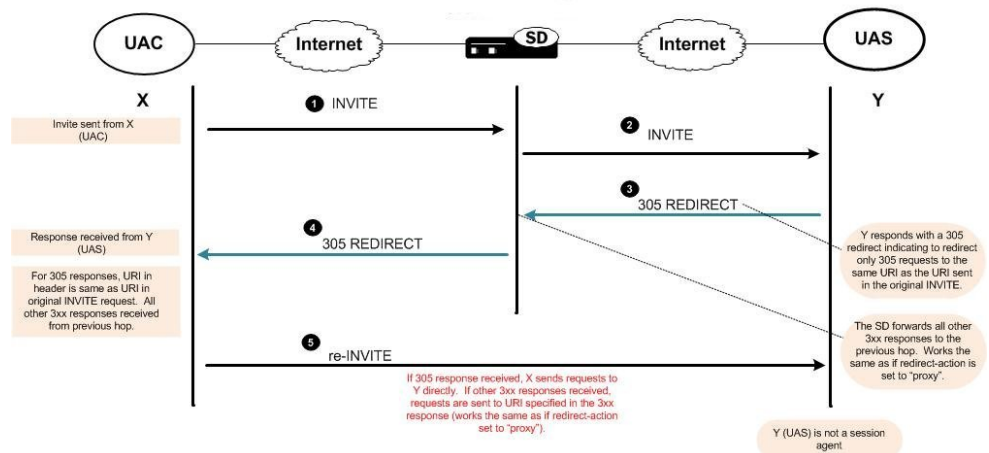 UAC
Internet
SD
Internet
UAS
X
Y
1 INVITE
Invite sent from X
(UAC)
2
INVITE
3
305 REDIRECT
4
305 REDIRECT
Response received from Y
(UAS)
Y responds with a 305
redirect indicating to redirect
only 305 requests to the
same URI as the URI sent
in the original INVITE.
For 305 responses, URI in
header is same as URI in
original INVITE request. All
other 3xx responses received
from previous hop.
The SD forwards all other
3xx responses to the
previous hop. Works the
same as if redirect-action is
set to "proxy".
5
re-INVITE
If 305 response received, X sends requests to
Y directly. If other 3xx responses received,
requests are sent to URI specified in the 3xx
response (works the same as if redirect-action
set to "proxy").
Y (UAS) is not a session
agent